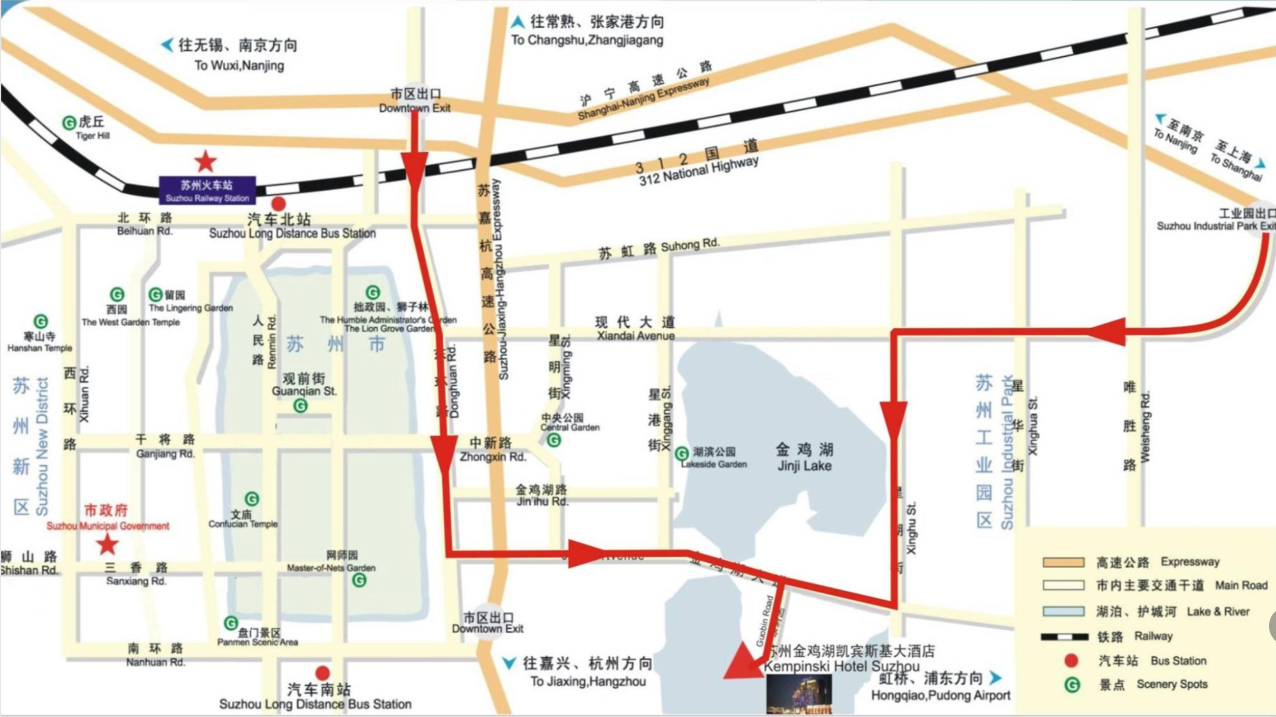 往无锡、南京方向
To Wuxi,Nanjing
往常熟、张家港方向
To Changshu,Zhangjiagang
市区出口
Downtown Exit
沪宁高速公路
Shanghai-Nanjing Expressway
312国道
312 National Highway
至南京
To Nanjing
至上海
To Shanghai
工业园出口
Suzhou Industrial Park Exit
虎丘
Tiger Hill
苏州火车站
Suzhou Railway Station
汽车北站
Suzhou Long Distance Bus Station
北环路
Beihuan Rd.
苏嘉杭高速公路
Suzhou-Jiaxing-Hangzhou Expressway
苏虹路 Suhong Rd.
西园
The West Garden Temple
留园
The Lingering Garden
拙政园、狮子林
The Humble Administrator's Garden
The Lion Grove Garden
寒山寺
Hanshan Temple
人民路
Renmin Rd.
苏州市
现代大道
Xiandai Avenue
星明街
Xingming St.
苏州新区
Suzhou New District
西环路
Xihuan Rd.
观前街
Guanqian St.
Donghuan Rd.
星港街
Xinggang St.
中央公园
Central Garden
湖滨公园
Lakeside Garden
金鸡湖
Jinji Lake
苏州工业园区
Suzhou Industrial Park
星华街
Xinghua St.
唯胜路
Weisheng Rd.
干将路
Ganjiang Rd.
中新路
Zhongxin Rd.
金鸡湖路
Jin ihu Rd.
文庙
Confucian Temple
市政府
Suzhou Municipal Government
Xinghu St.
狮山路
Shishan Rd.
三香路
Sanxiang Rd.
网师园
Master-of-Nets Garden
金鸡湖大道
Guobin Road
盘门景区
Panmen Scenic Area
南环路
Nanhuan Rd.
市区出口
Downtown Exit
往嘉兴、杭州方向
To Jiaxing,Hangzhou
汽车南站
Suzhou Long Distance Bus Station
苏州金鸡湖凯宾斯基大酒店
Kempinski Hotel Suzhou
虹桥、浦东方向
Hongqiao,Pudong Airport
高速公路 Expressway
市内主要交通干道 Main Road
湖泊、护城河 Lake & River
铁路 Railway
汽车站 Bus Station
G 景点 Scenery Spots